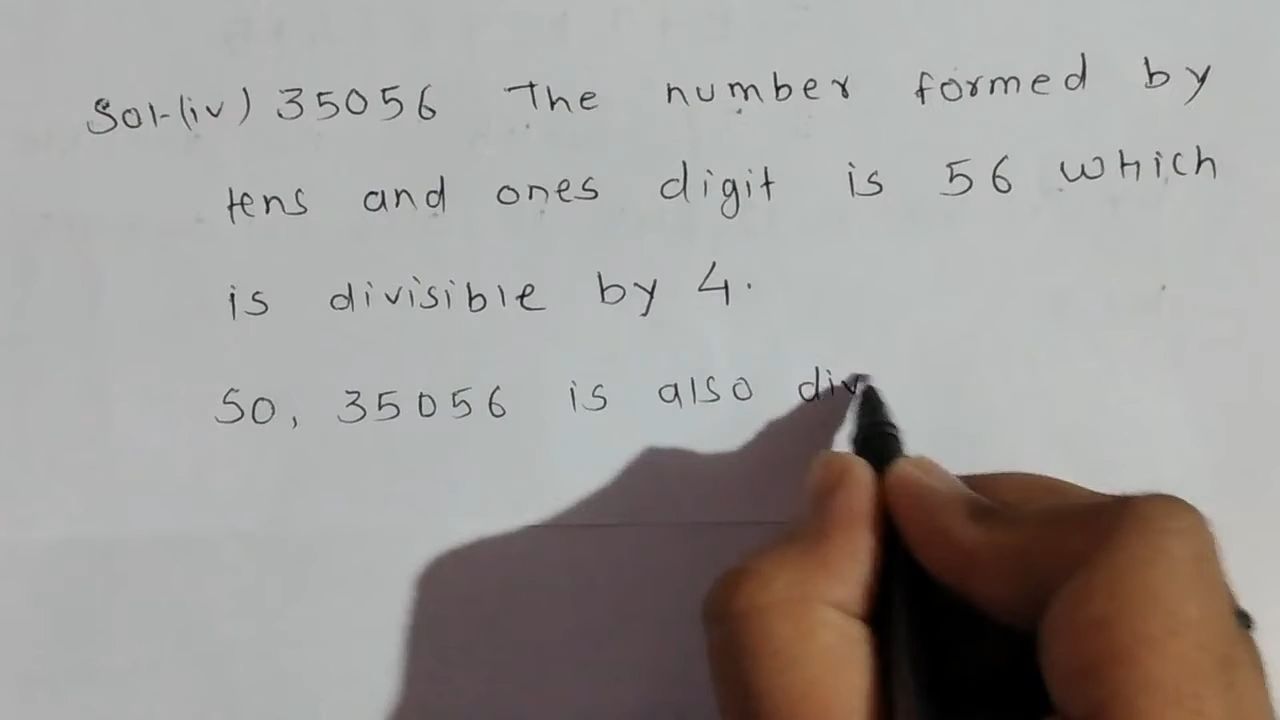 Sol-(iv) 35056 The number formed by
tens and ones digit is 56 which
is divisible by 4.
So, 35056 is also div